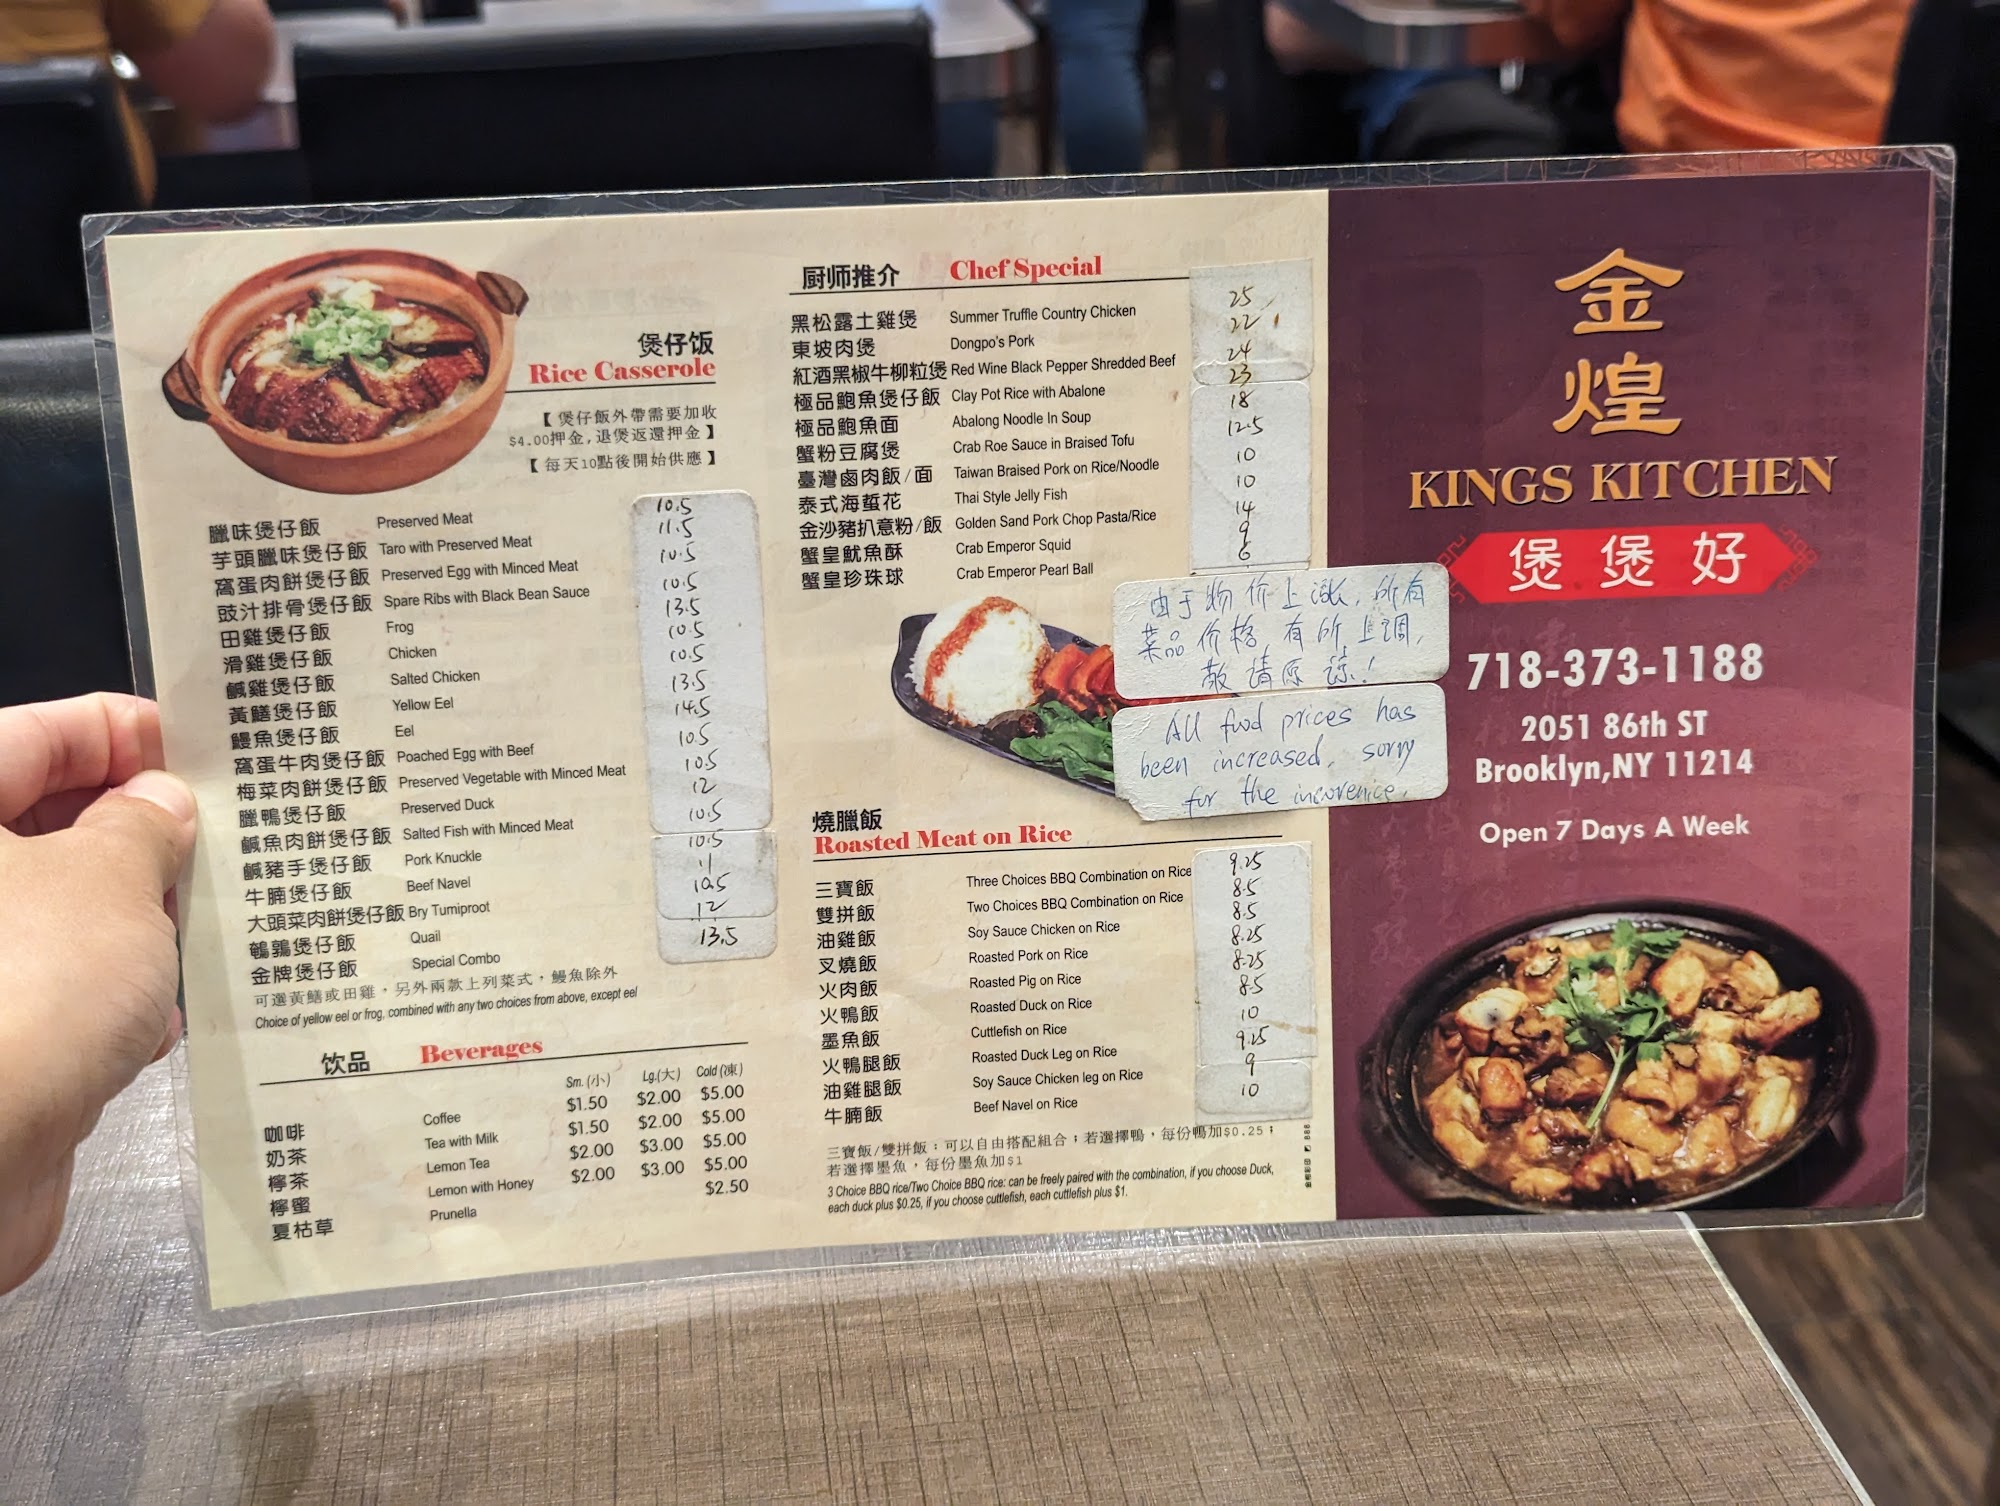 煲仔饭
Rice Casserole
【煲仔飯外帶需要加收
$4.00押金,退煲返還押金】
【每天10點後開始供應】
臘味煲仔飯 Preserved Meat 10.5
芋頭臘味煲仔飯 Taro with Preserved Meat 11.5
窩蛋肉餅煲仔飯 Preserved Egg with Minced Meat 10.5
豉汁排骨煲仔飯 Spare Ribs with Black Bean Sauce 10.5
田雞煲仔飯 Frog 13.5
滑雞煲仔飯 Chicken 10.5
鹹雞煲仔飯 Salted Chicken 10.5
黃鱔煲仔飯 Yellow Eel 13.5
鰻魚煲仔飯 Eel 14.5
窩蛋牛肉煲仔飯 Poached Egg with Beef 10.5
梅菜肉餅煲仔飯 Preserved Vegetable with Minced Meat 10.5
臘鴨煲仔飯 Preserved Duck 12
鹹魚肉餅煲仔飯 Salted Fish with Minced Meat 10.5
鹹豬手煲仔飯 Pork Knuckle 10.5
牛腩煲仔飯 Beef Navel 11
大頭菜肉餅煲仔飯 Bry Tumiproot 10.5
鵪鶉煲仔飯 Quail 12
金牌煲仔飯 Special Combo 13.5
可選黃鱔或田雞，另外兩款上列菜式，鰻魚除外
Choice of yellow eel or frog, combined with any two choices from above, except eel
饮品 Beverages
Sm.(小) Lg.(大) Cold (凍)
咖啡 Coffee $1.50 $2.00 $5.00
奶茶 Tea with Milk $1.50 $2.00 $5.00
檸茶 Lemon Tea $2.00 $3.00 $5.00
檸蜜 Lemon with Honey $2.00 $3.00 $5.00
夏枯草 Prunella $2.50
厨师推介 Chef Special
黑松露土雞煲 Summer Truffle Country Chicken 25
東坡肉煲 Dongpo's Pork 22
紅酒黑椒牛柳粒煲 Red Wine Black Pepper Shredded Beef 24
極品鮑魚煲仔飯 Clay Pot Rice with Abalone 23
極品鮑魚面 Abalong Noodle In Soup 18
蟹粉豆腐煲 Crab Roe Sauce in Braised Tofu 12.5
臺灣鹵肉飯/面 Taiwan Braised Pork on Rice/Noodle 10
泰式海蜇花 Thai Style Jelly Fish 10
金沙豬扒意粉/飯 Golden Sand Pork Chop Pasta/Rice 14
蟹皇魷魚酥 Crab Emperor Squid 9
蟹皇珍珠球 Crab Emperor Pearl Ball 6
由于物价上涨,所有
菜品价格有所上调,
敬请原谅!
All food prices has
been increased, sorry
for the inconvenice.
燒臘飯
Roasted Meat on Rice
三寶飯 Three Choices BBQ Combination on Rice 9.25
雙拼飯 Two Choices BBQ Combination on Rice 8.5
油雞飯 Soy Sauce Chicken on Rice 8.5
叉燒飯 Roasted Pork on Rice 8.25
火肉飯 Roasted Pig on Rice 8.25
火鴨飯 Roasted Duck on Rice 8.5
墨魚飯 Cuttlefish on Rice 10
火鴨腿飯 Roasted Duck Leg on Rice 9.25
油雞腿飯 Soy Sauce Chicken leg on Rice 9
牛腩飯 Beef Navel on Rice 10
三寶飯/雙拼飯：可以自由搭配組合；若選擇鴨，每份鴨加$0.25；
若選擇墨魚，每份墨魚加$1
3 Choice BBQ rice/Two Choice BBQ rice: can be freely paired with the combination, if you choose Duck,
each duck plus $0.25, if you choose cuttlefish, each cuttlefish plus $1.
金
煌
KINGS KITCHEN
煲煲好
718-373-1188
2051 86th ST
Brooklyn,NY 11214
Open 7 Days A Week